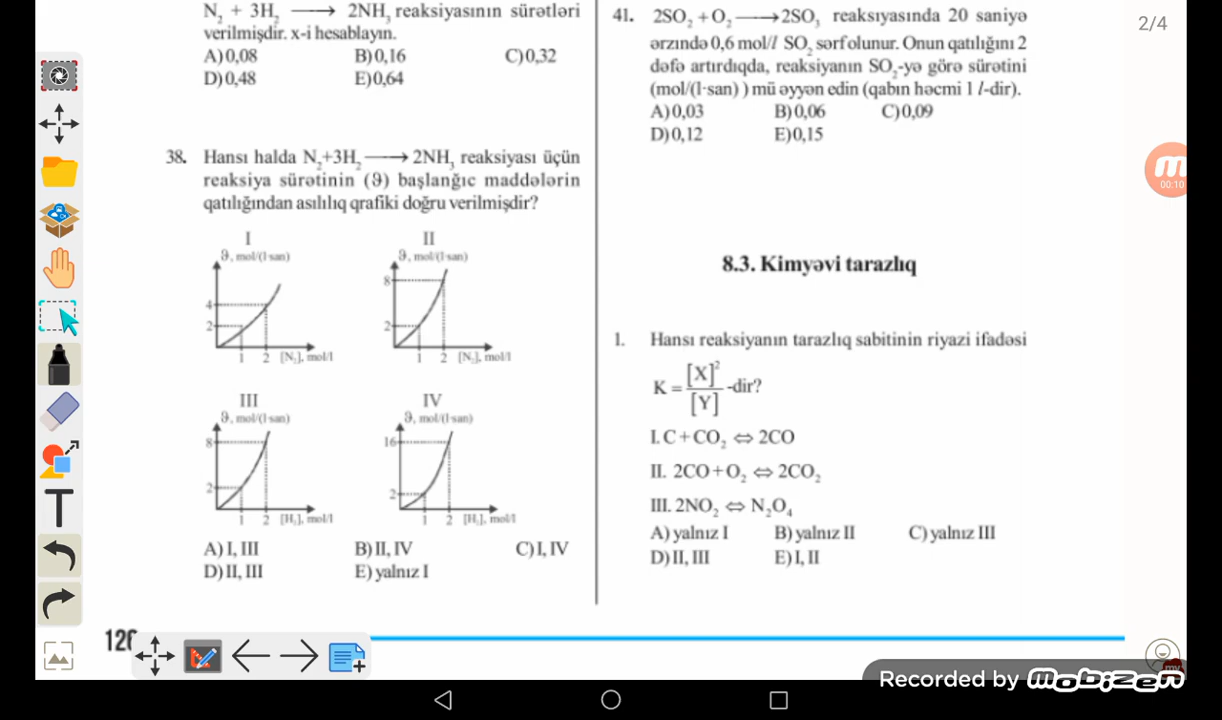 N₂ + 3H₂ ⟶ 2NH₃ reaksiyasının sürətləri
verilmişdir. x-i hesablayın.
A) 0,08 B) 0,16 C) 0,32
D) 0,48 E) 0,64
38. Hansı halda N₂+3H₂ ⟶ 2NH₃ reaksiyası üçün
reaksiya sürətinin (ϑ) başlanğıc maddələrin
qatılığından asılılıq qrafiki doğru verilmişdir?
I
ϑ, mol/(l·san)
4
2
1 2 [N₂], mol/l
II
ϑ, mol/(l·san)
8
2
1 2 [N₂], mol/l
III
ϑ, mol/(l·san)
8
2
1 2 [H₂], mol/l
IV
ϑ, mol/(l·san)
16
2
1 2 [H₂], mol/l
A) I, III B) II, IV C) I, IV
D) II, III E) yalnız I
41. 2SO₂ + O₂ ⟶ 2SO₃ reaksıyasında 20 saniyə
ərzində 0,6 mol/l SO₂ sərf olunur. Onun qatılığını 2
dəfə artırdıqda, reaksiyanın SO₂-yə görə sürətini
(mol/(l·san) ) mü əyyən edin (qabın həcmi 1 l-dir).
A) 0,03 B) 0,06 C) 0,09
D) 0,12 E) 0,15
8.3. Kimyəvi tarazlıq
1. Hansı reaksiyanın tarazlıq sabitinin riyazi ifadəsi
K = [X]²/[Y] -dir?
I. C + CO₂ ⇔ 2CO
II. 2CO + O₂ ⇔ 2CO₂
III. 2NO₂ ⇔ N₂O₄
A) yalnız I B) yalnız II C) yalnız III
D) II, III E) I, II
2/4
00:10
T
Recorded by mobizen